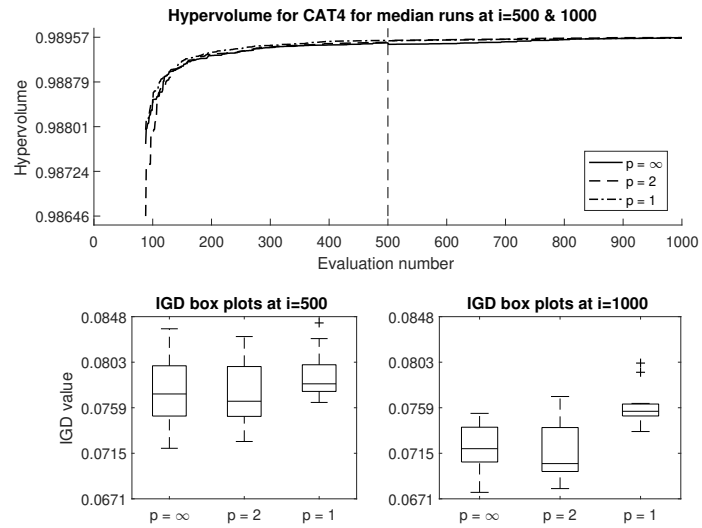 Hypervolume for CAT4 for median runs at i=500 & 1000
Hypervolume
0.98957
0.98879
0.98801
0.98724
0.98646
p = ∞
p = 2
p = 1
0
100
200
300
400
500
600
700
800
900
1000
Evaluation number
IGD box plots at i=500
IGD value
0.0848
0.0803
0.0759
0.0715
0.0671
p = ∞
p = 2
p = 1
IGD box plots at i=1000
0.0848
0.0803
0.0759
0.0715
0.0671
p = ∞
p = 2
p = 1